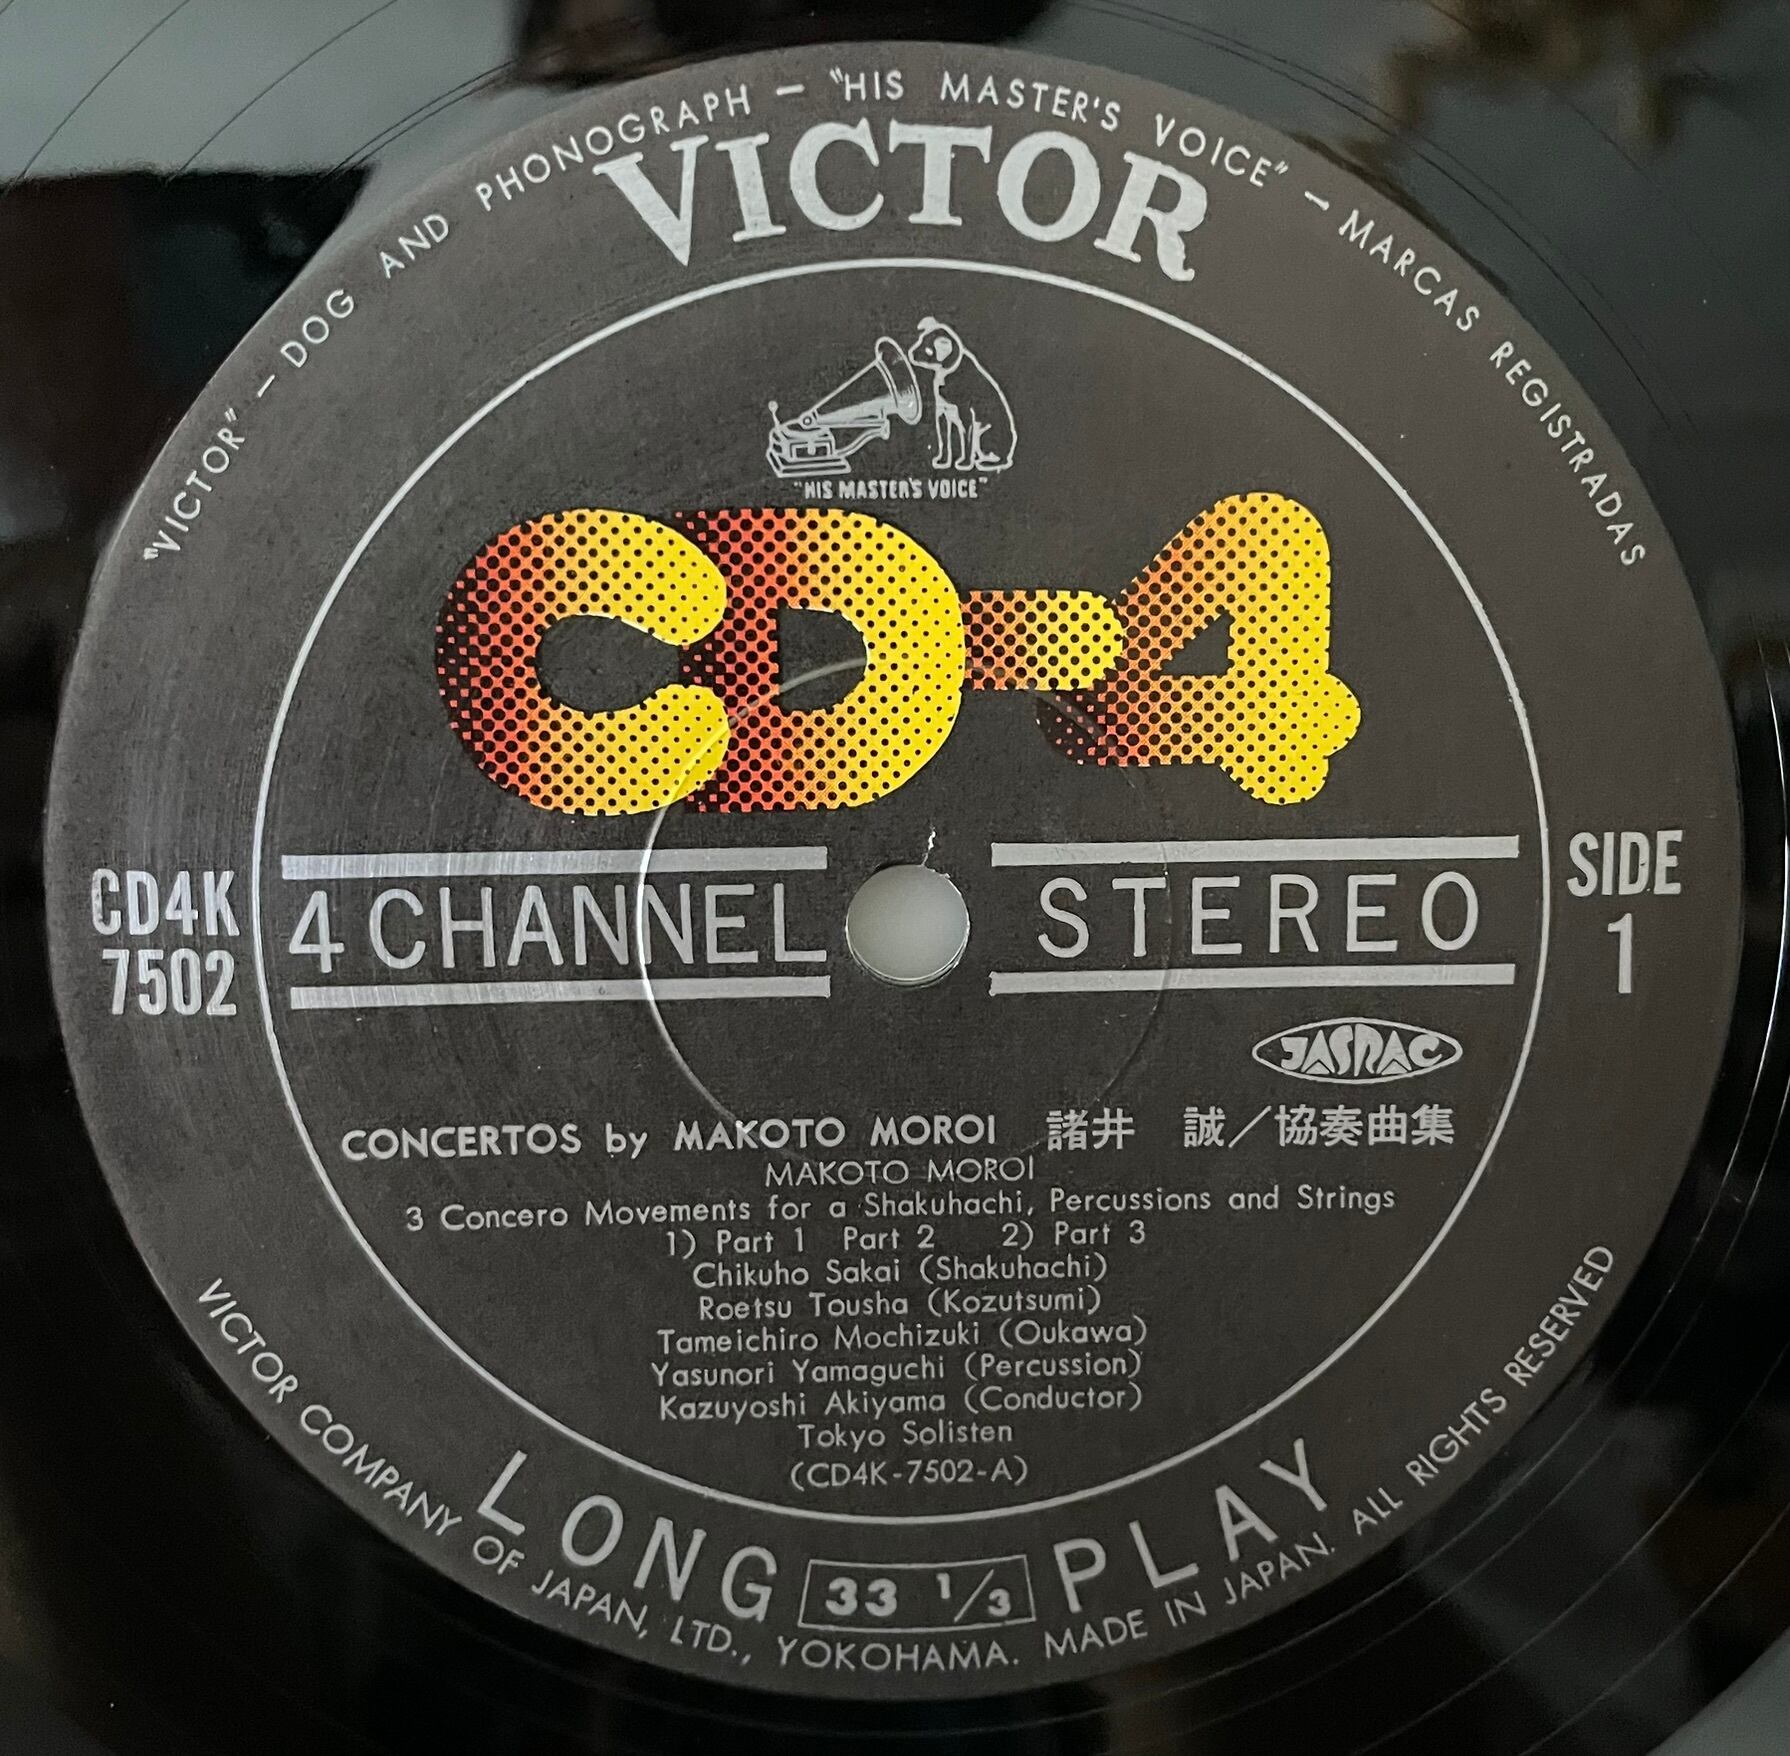 "VICTOR" – DOG AND PHONOGRAPH – "HIS MASTER'S VOICE" – MARCAS REGISTRADAS
VICTOR
"HIS MASTER'S VOICE"
CD-4
CD4K
7502
4 CHANNEL STEREO
SIDE
1
JASRAC
CONCERTOS by MAKOTO MOROI 諸井 誠/協奏曲集
MAKOTO MOROI
3 Concero Movements for a Shakuhachi, Percussions and Strings
1) Part 1 Part 2 2) Part 3
Chikuho Sakai (Shakuhachi)
Roetsu Tousha (Kozutsumi)
Tameichiro Mochizuki (Oukawa)
Yasunori Yamaguchi (Percussion)
Kazuyoshi Akiyama (Conductor)
Tokyo Solisten
(CD4K-7502-A)
LONG 33 1/3 PLAY
VICTOR COMPANY OF JAPAN, LTD., YOKOHAMA. MADE IN JAPAN. ALL RIGHTS RESERVED